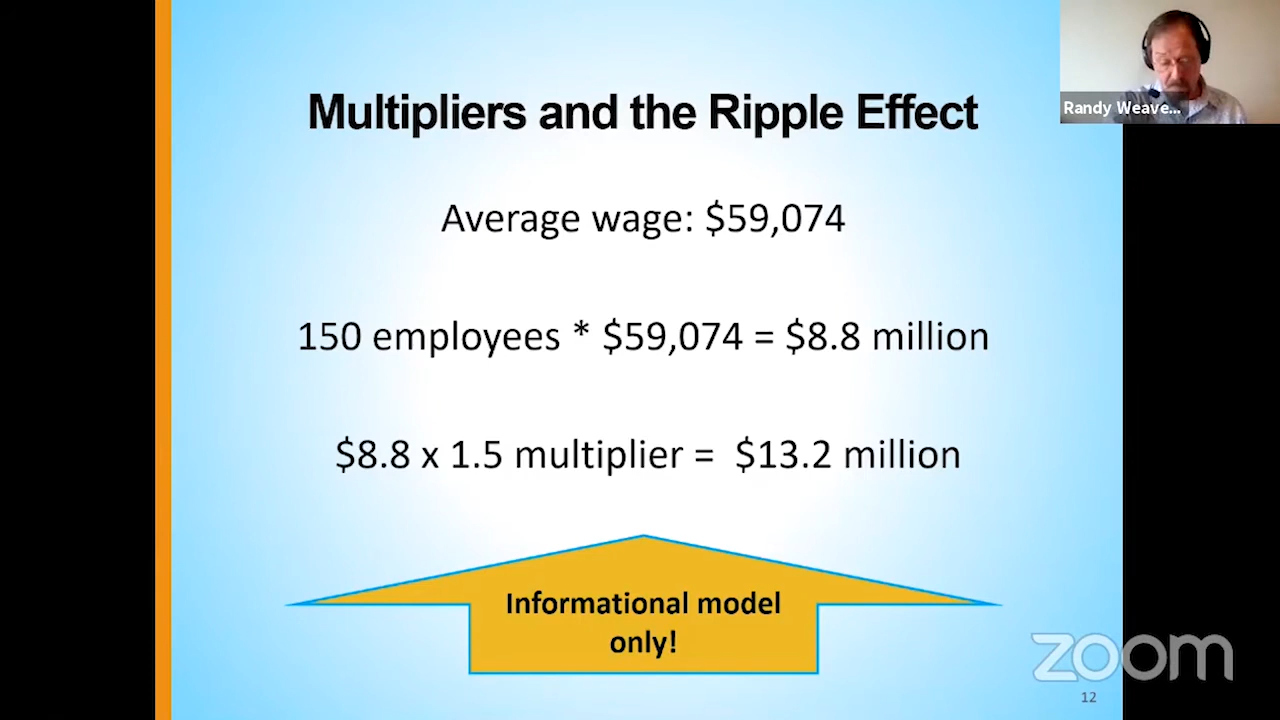 Multipliers and the Ripple Effect
Randy Weave...
Average wage: $59,074
150 employees * $59,074 = $8.8 million
$8.8 x 1.5 multiplier =  $13.2 million
Informational model
only!
zoom
12